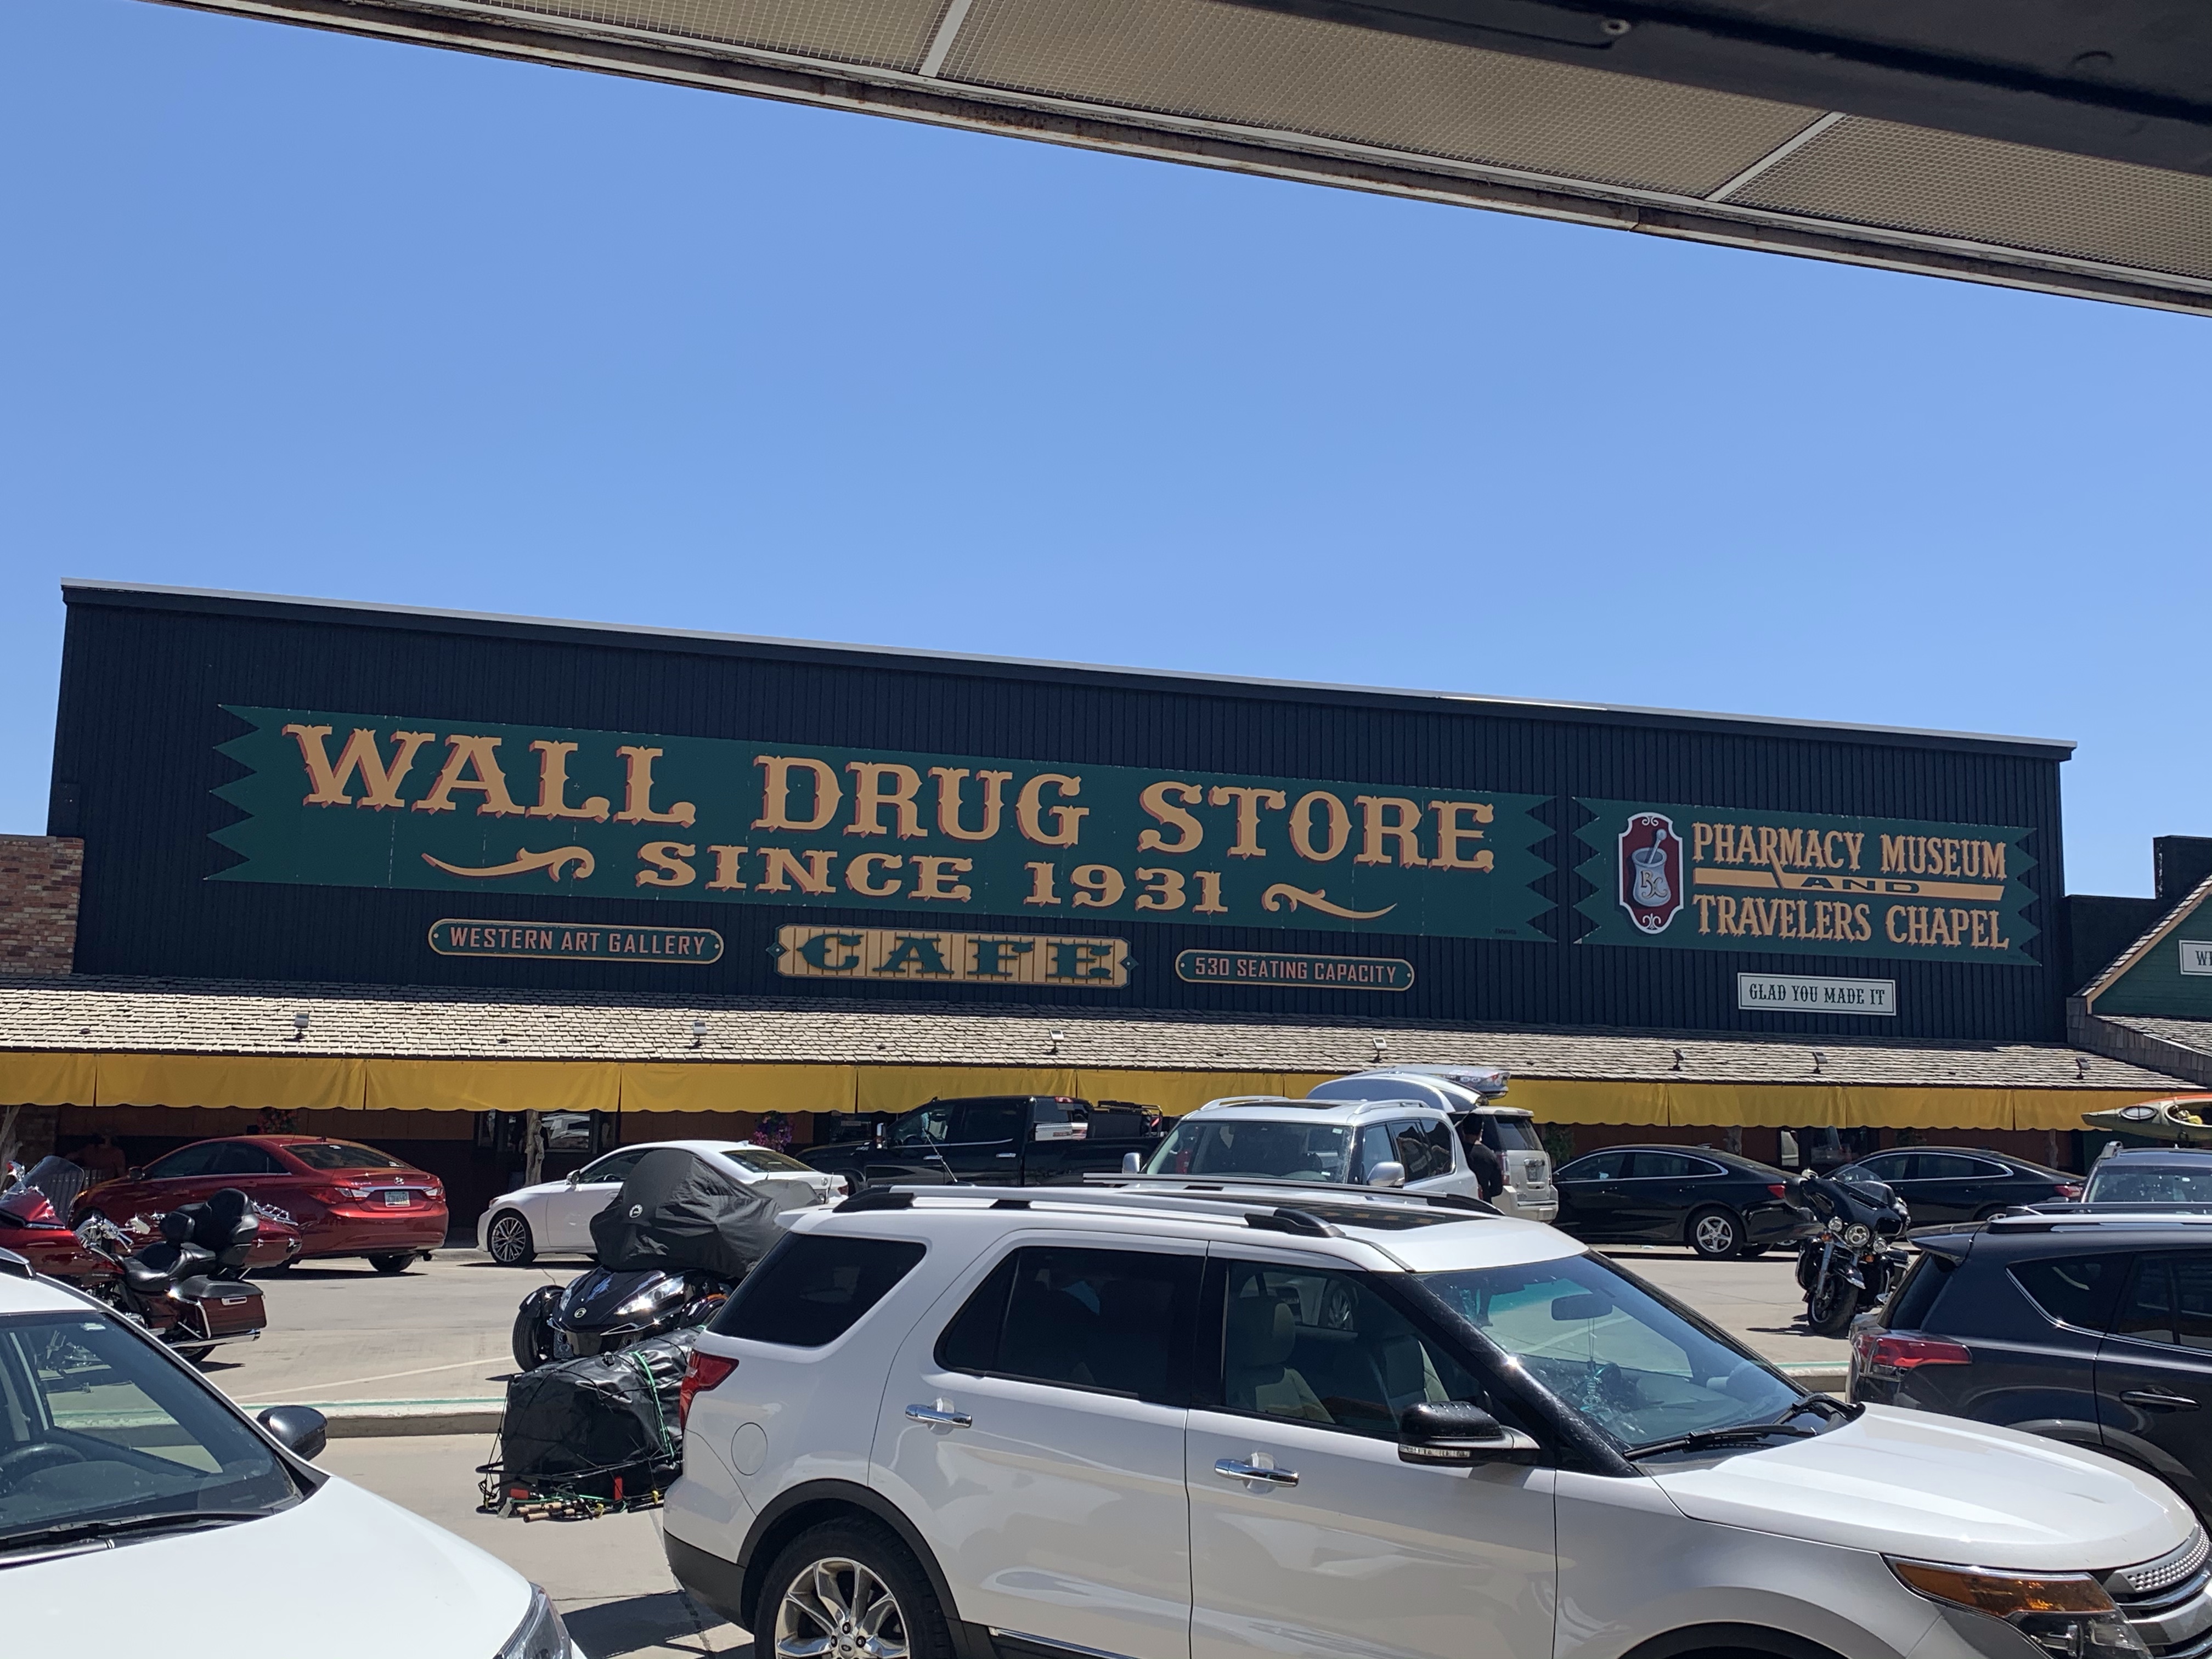 WALL DRUG STORE
SINCE 1931
PHARMACY MUSEUM
AND
TRAVELERS CHAPEL
WESTERN ART GALLERY
CAFE
530 SEATING CAPACITY
GLAD YOU MADE IT